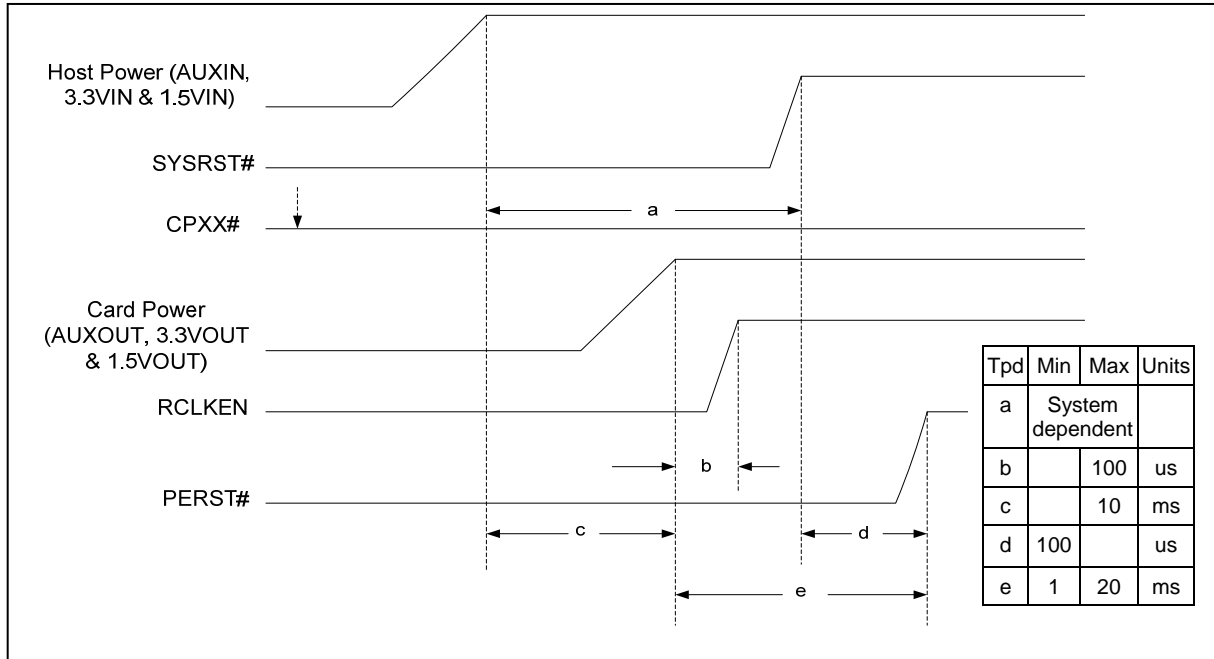 Host Power (AUXIN,
3.3VIN & 1.5VIN)
SYSRST#
a
CPXX#
Card Power
(AUXOUT, 3.3VOUT
& 1.5VOUT)
RCLKEN
b
PERST#
c
d
e
Tpd Min Max Units
a System
dependent
b 100 us
c 10 ms
d 100 us
e 1 20 ms